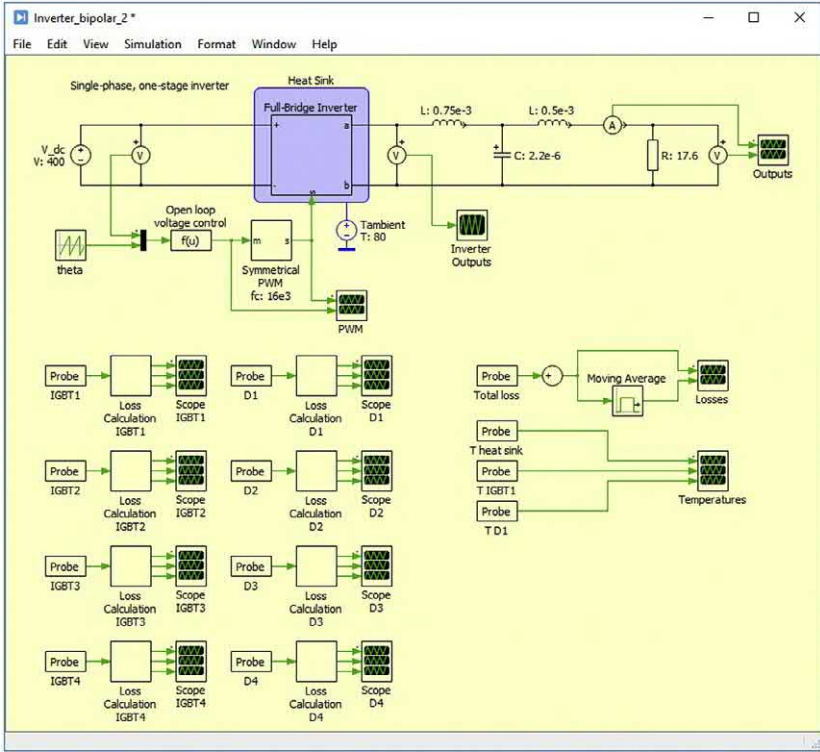 Inverter_bipolar_2 *
File Edit View Simulation Format Window Help
Single-phase, one-stage inverter
Heat Sink
Full-Bridge Inverter
+
a
-
b
s
V_dc
V: 400
V
V
L: 0.75e-3
C: 2.2e-6
L: 0.5e-3
A
R: 17.6
V
Outputs
theta
Open loop
voltage control
f(u)
m
s
Symmetrical
PWM
fc: 16e3
Tambient
T: 80
Inverter
Outputs
PWM
Probe
IGBT1
Loss
Calculation
IGBT1
Scope
IGBT1
Probe
D1
Loss
Calculation
D1
Scope
D1
Probe
Total loss
+
Moving Average
Losses
Probe
T heat sink
Probe
T IGBT1
Probe
T D1
Temperatures
Probe
IGBT2
Loss
Calculation
IGBT2
Scope
IGBT2
Probe
D2
Loss
Calculation
D2
Scope
D2
Probe
IGBT3
Loss
Calculation
IGBT3
Scope
IGBT3
Probe
D3
Loss
Calculation
D3
Scope
D3
Probe
IGBT4
Loss
Calculation
IGBT4
Scope
IGBT4
Probe
D4
Loss
Calculation
D4
Scope
D4